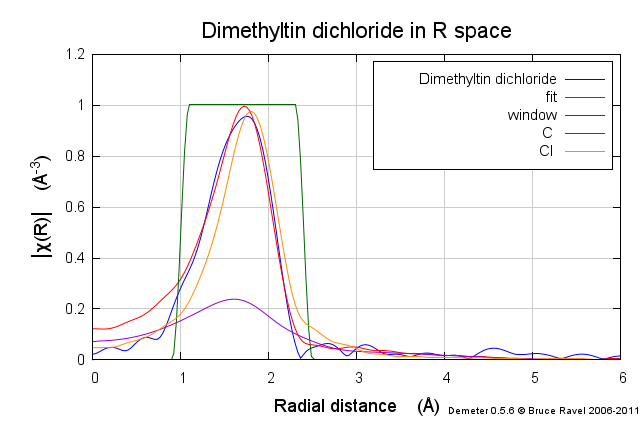 Dimethyltin dichloride in R space
1.2
1
0.8
0.6
0.4
0.2
0
|χ(R)| (Å-3)
Dimethyltin dichloride
fit
window
C
Cl
0 1 2 3 4 5 6
Radial distance (Å)
Demeter 0.5.6 © Bruce Ravel 2006-2011